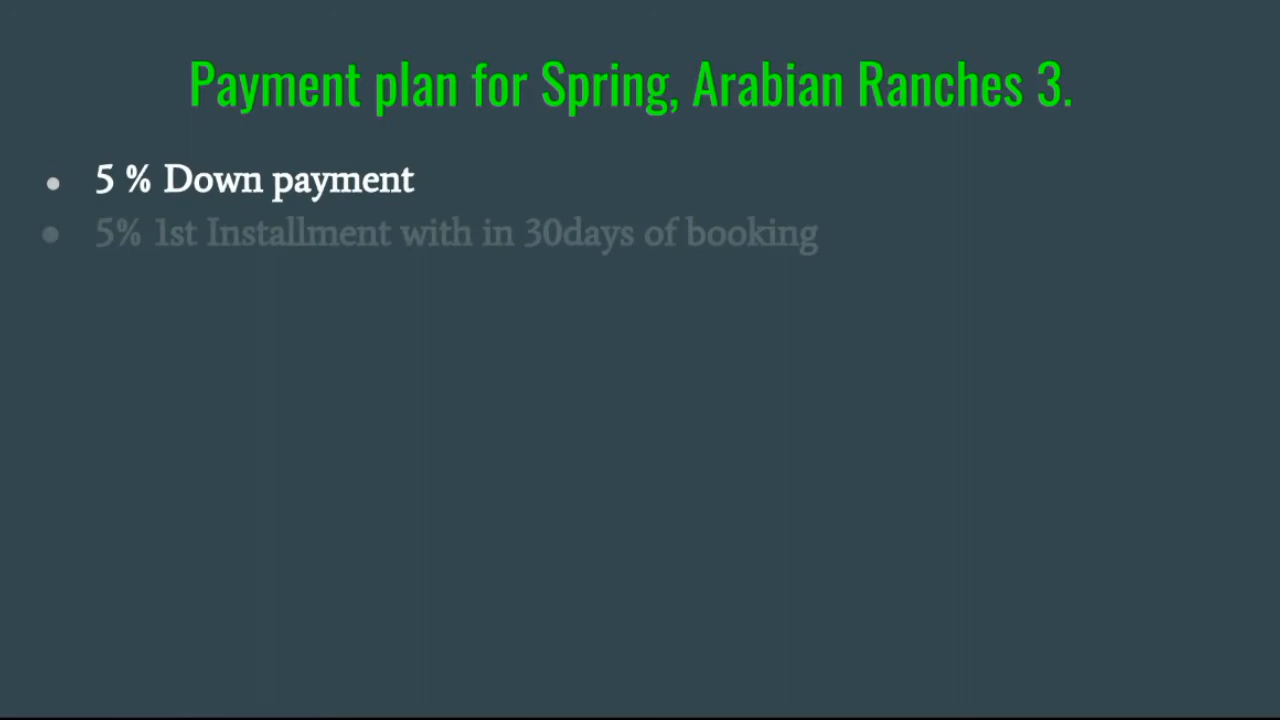 Payment plan for Spring, Arabian Ranches 3.
● 5 % Down payment
● 5% 1st Installment with in 30days of booking